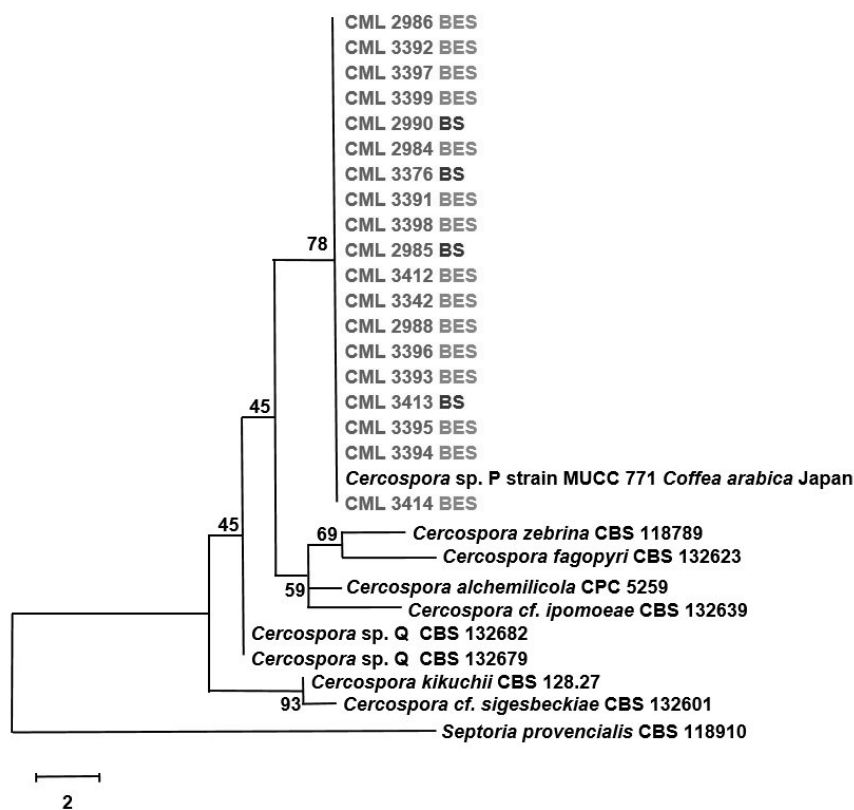 CML 2986 BES
CML 3392 BES
CML 3397 BES
CML 3399 BES
CML 2990 BS
CML 2984 BES
CML 3376 BS
CML 3391 BES
CML 3398 BES
78
CML 2985 BS
CML 3412 BES
CML 3342 BES
CML 2988 BES
CML 3396 BES
CML 3393 BES
45
CML 3413 BS
CML 3395 BES
CML 3394 BES
Cercospora sp. P strain MUCC 771 Coffea arabica Japan
CML 3414 BES
45
69
Cercospora zebrina CBS 118789
Cercospora fagopyri CBS 132623
59
Cercospora alchemilicola CPC 5259
Cercospora cf. ipomoeae CBS 132639
Cercospora sp. Q CBS 132682
Cercospora sp. Q CBS 132679
Cercospora kikuchii CBS 128.27
93
Cercospora cf. sigesbeckiae CBS 132601
Septoria provencialis CBS 118910
2